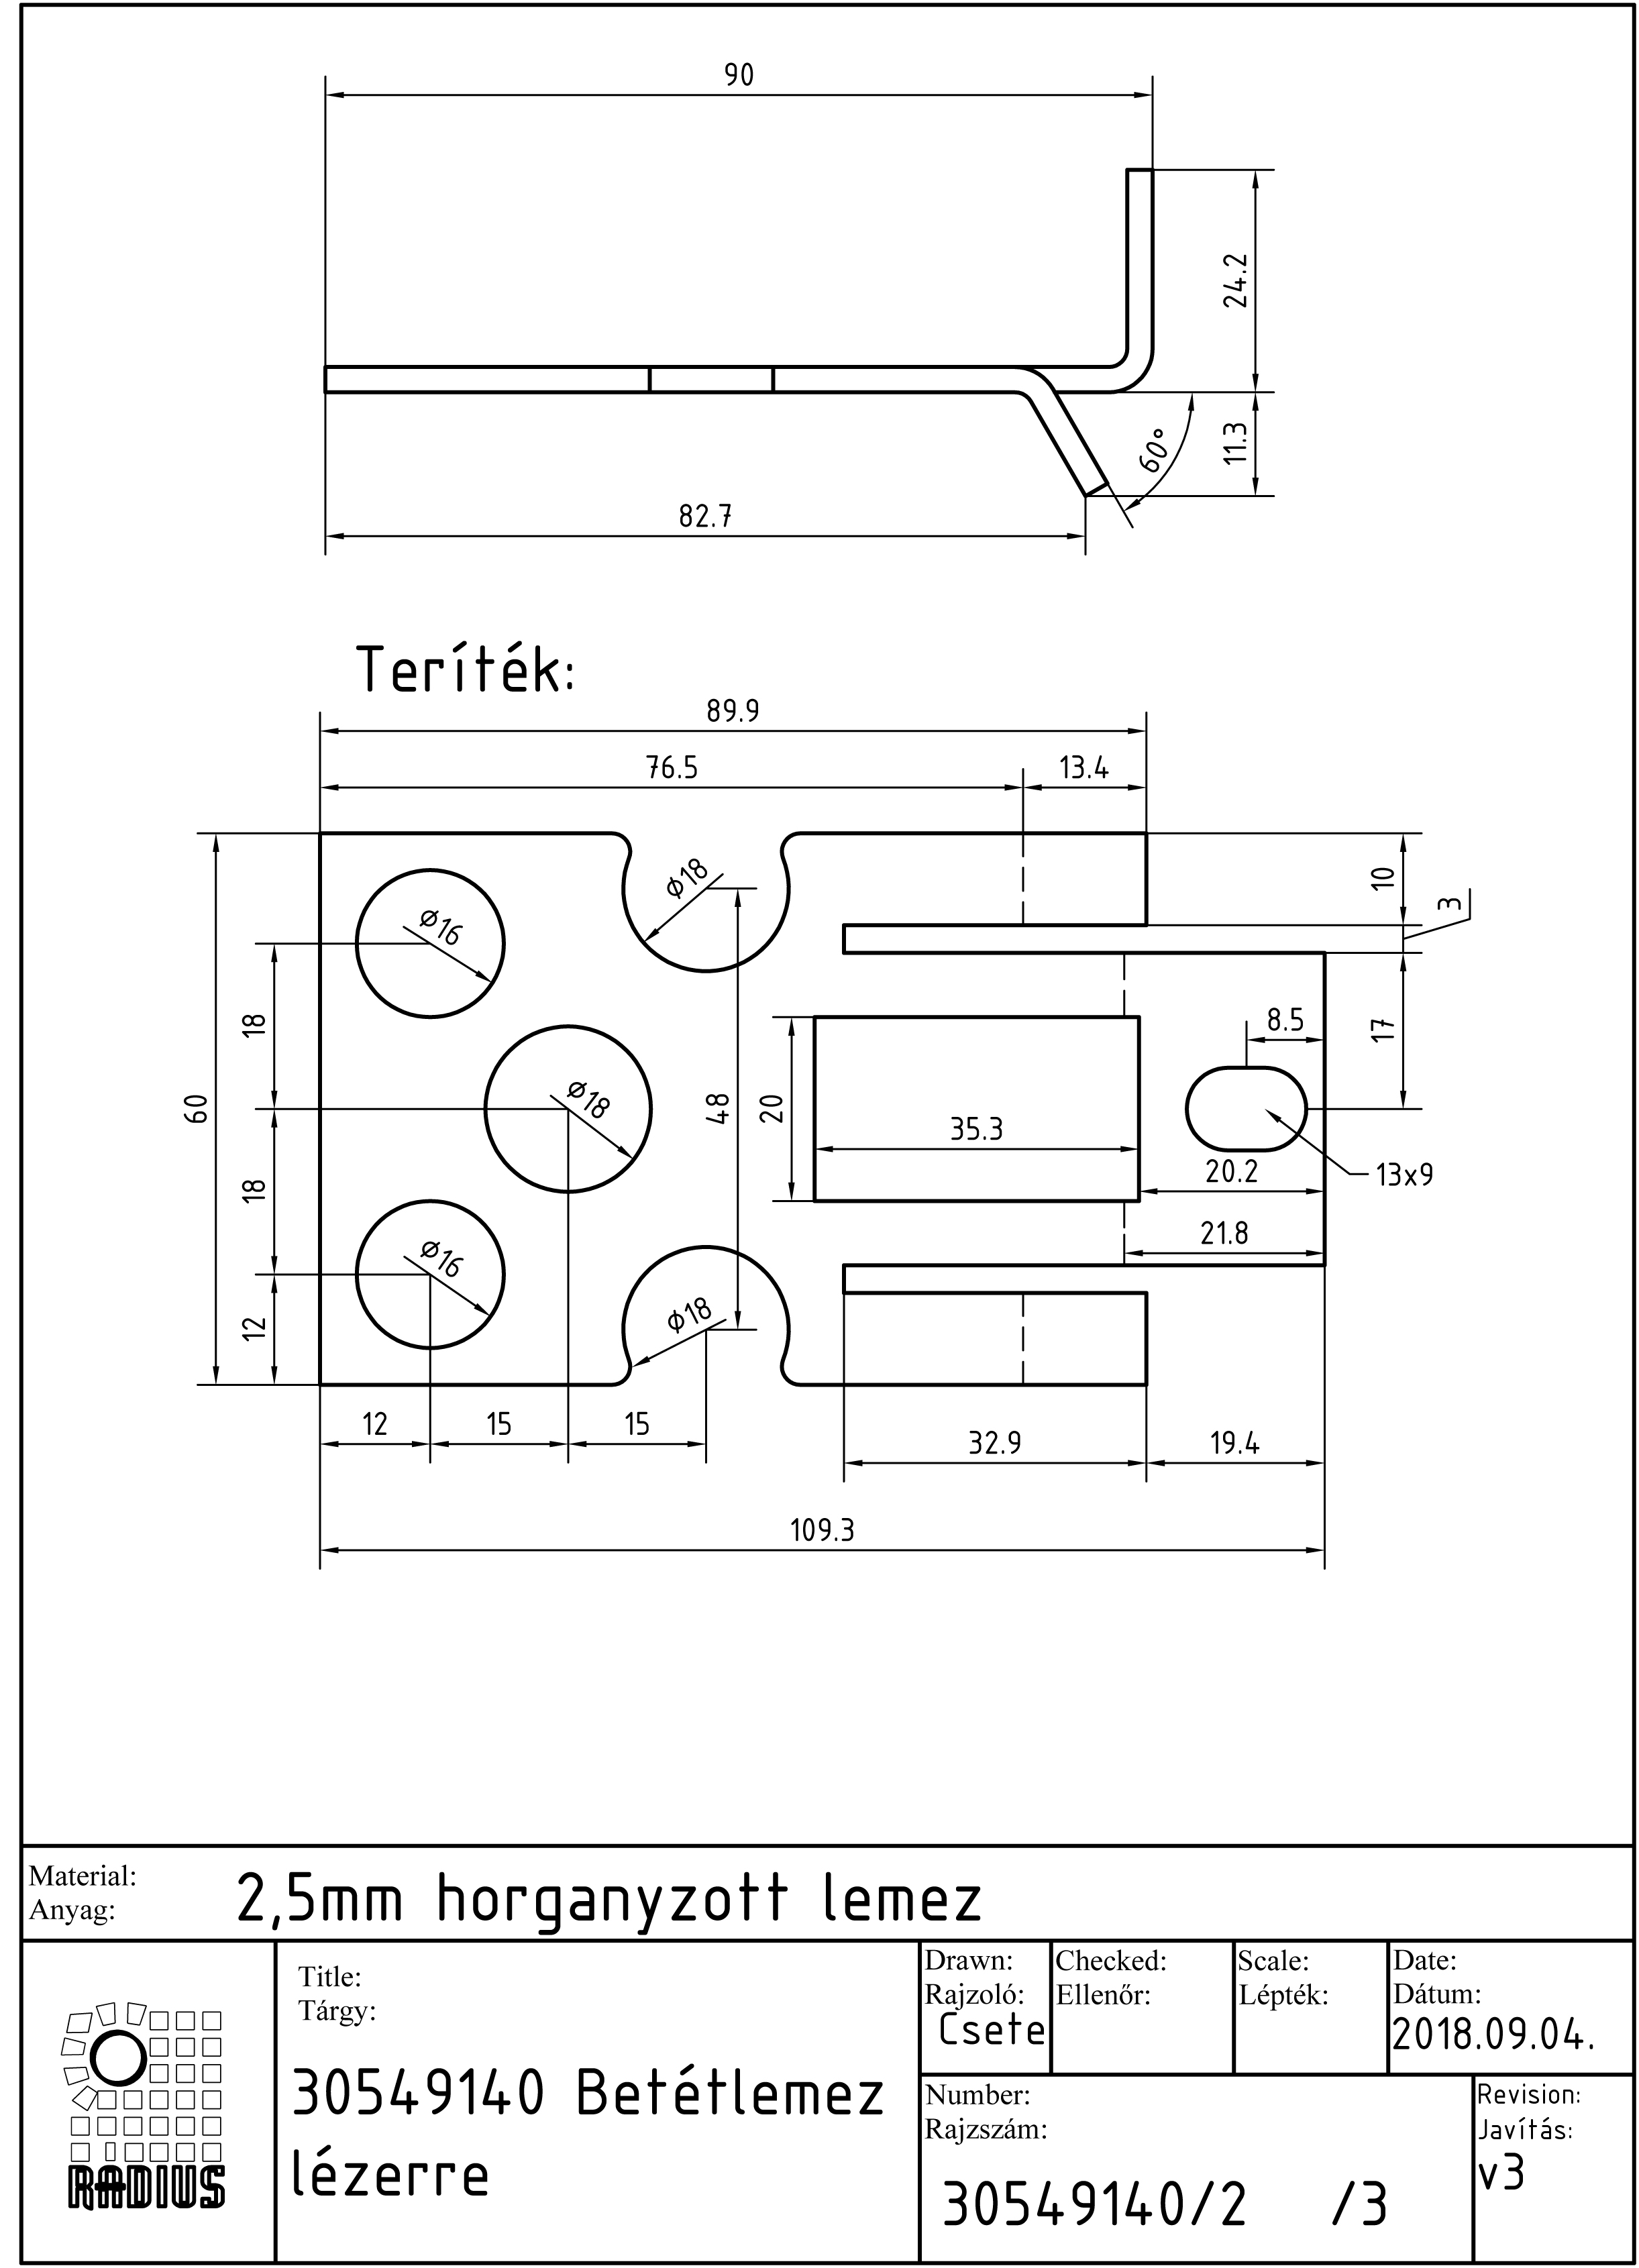 90
24.2
11.3
60°
82.7
Teríték:
89.9
76.5
13.4
⌀18
10
3
⌀16
18
8.5
17
60
⌀18
48
20
35.3
13x9
20.2
18
21.8
⌀16
⌀18
12
12
15
15
32.9
19.4
109.3
Material:
Anyag:
2,5mm horganyzott lemez
Title:
Tárgy:
30549140 Betétlemez
lézerre
RADIUS
Drawn:
Rajzoló:
Csete
Checked:
Ellenőr:
Scale:
Lépték:
Date:
Dátum:
2018.09.04.
Number:
Rajzszám:
30549140/2 /3
Revision:
Javítás:
v3